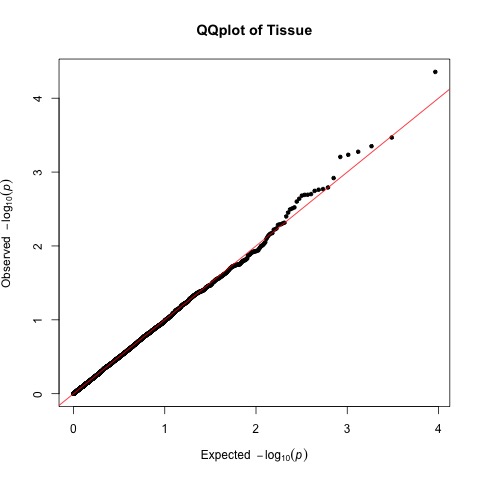 QQplot of Tissue
Observed −log₁₀(p)
4
3
2
1
0
0 1 2 3 4
Expected −log₁₀(p)